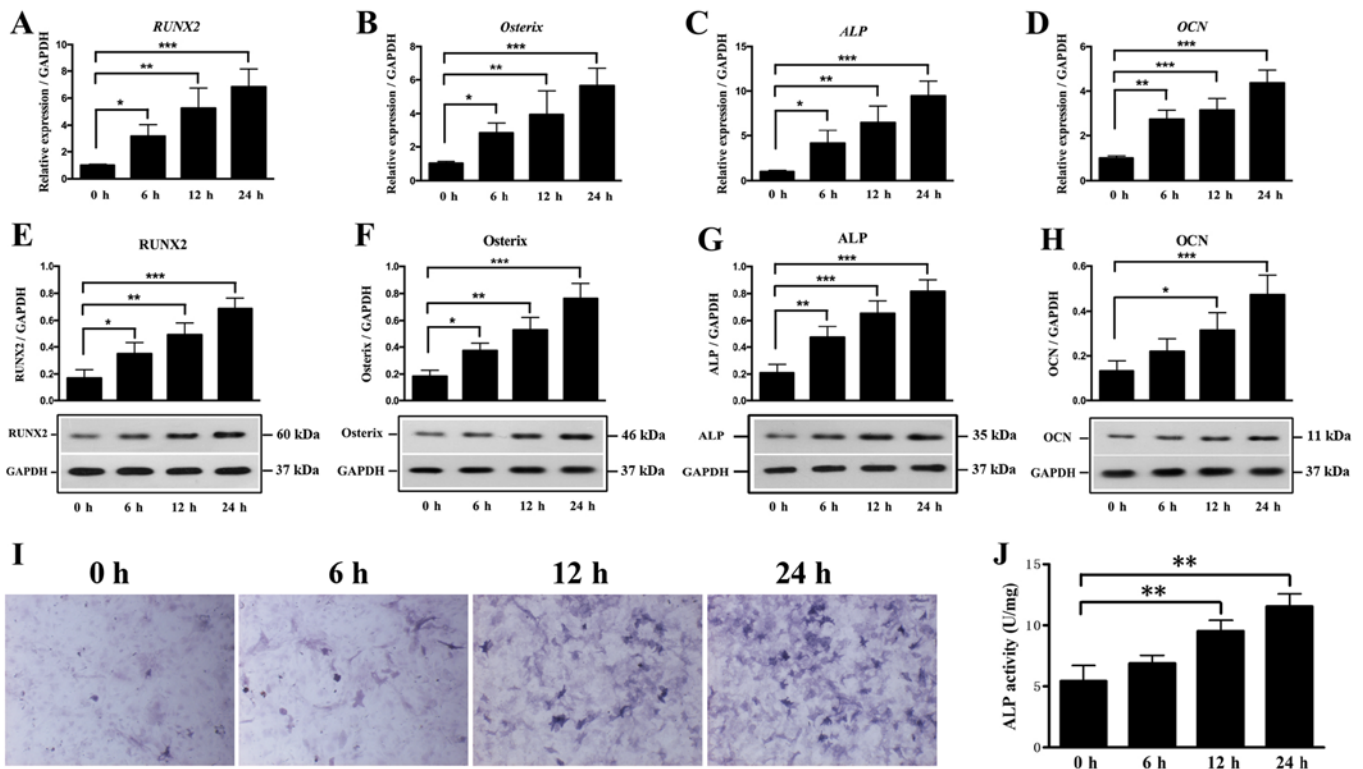 A
RUNX2
Relative expression / GAPDH
10
8
6
4
2
0
***
**
*
0 h 6 h 12 h 24 h
B
Osterix
Relative expression / GAPDH
8
6
4
2
0
***
**
*
0 h 6 h 12 h 24 h
C
ALP
Relative expression / GAPDH
15
10
5
0
***
**
*
0 h 6 h 12 h 24 h
D
OCN
Relative expression / GAPDH
6
4
2
0
***
***
**
0 h 6 h 12 h 24 h
E
RUNX2
RUNX2 / GAPDH
1.0
0.8
0.6
0.4
0.2
0.0
***
**
*
RUNX2 60 kDa
GAPDH 37 kDa
0 h 6 h 12 h 24 h
F
Osterix
Osterix / GAPDH
1.0
0.8
0.6
0.4
0.2
0.0
***
**
*
Osterix 46 kDa
GAPDH 37 kDa
0 h 6 h 12 h 24 h
G
ALP
ALP / GAPDH
1.0
0.8
0.6
0.4
0.2
0.0
***
***
**
ALP 35 kDa
GAPDH 37 kDa
0 h 6 h 12 h 24 h
H
OCN
OCN / GAPDH
0.6
0.4
0.2
0.0
***
*
OCN 11 kDa
GAPDH 37 kDa
0 h 6 h 12 h 24 h
I
0 h 6 h 12 h 24 h
J
ALP activity (U/mg)
15
10
5
0
**
**
0 h 6 h 12 h 24 h